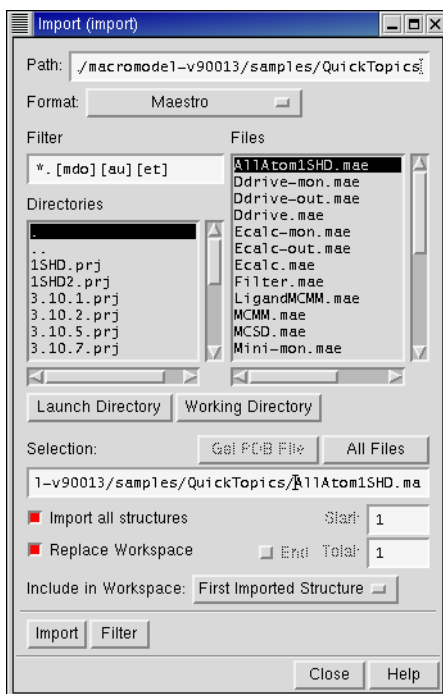 Import (import)
Path: ./macromodel-v90013/samples/QuickTopics
Format: Maestro
Filter
Files
*.[mdo][au][et]
Directories
.
..
1SHD.prj
1SHD2.prj
3.10.1.prj
3.10.2.prj
3.10.5.prj
3.10.7.prj
AllAtom1SHD.mae
Ddrive-mon.mae
Ddrive-out.mae
Ddrive.mae
Ecalc-mon.mae
Ecalc-out.mae
Ecalc.mae
Filter.mae
LigandMCMM.mae
MCMM.mae
MCSD.mae
Mini-mon.mae
Launch Directory Working Directory
Selection: Get PDB File All Files
l-v90013/samples/QuickTopics/AllAtom1SHD.ma
Import all structures Start: 1
Replace Workspace End Total: 1
Include in Workspace: First Imported Structure
Import Filter
Close Help